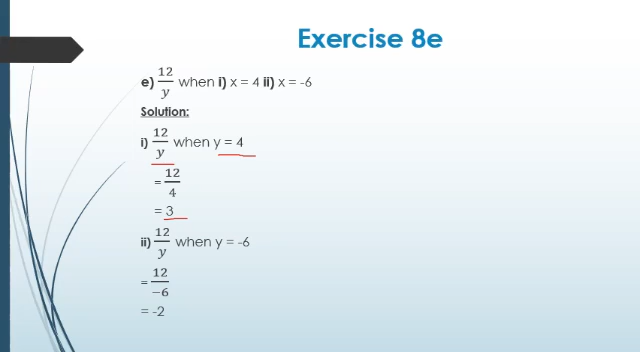 Exercise 8e
e) 12/y when i) x = 4 ii) x = -6
Solution:
i) 12/y when y = 4
= 12/4
= 3
ii) 12/y when y = -6
= 12/−6
= -2